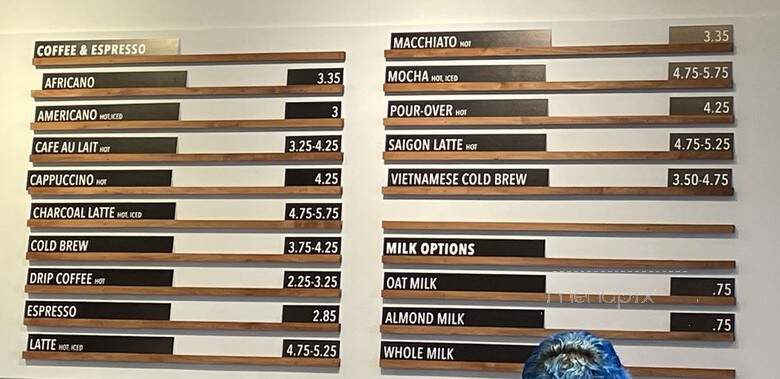 COFFEE & ESPRESSO
AFRICANO 3.35
AMERICANO HOT, ICED 3
CAFE AU LAIT HOT 3.25-4.25
CAPPUCCINO HOT 4.25
CHARCOAL LATTE HOT, ICED 4.75-5.75
COLD BREW 3.75-4.25
DRIP COFFEE HOT 2.25-3.25
ESPRESSO 2.85
LATTE HOT, ICED 4.75-5.25
MACCHIATO HOT 3.35
MOCHA HOT, ICED 4.75-5.75
POUR-OVER HOT 4.25
SAIGON LATTE HOT 4.75-5.25
VIETNAMESE COLD BREW 3.50-4.75
MILK OPTIONS
OAT MILK .75
menupix
ALMOND MILK .75
WHOLE MILK